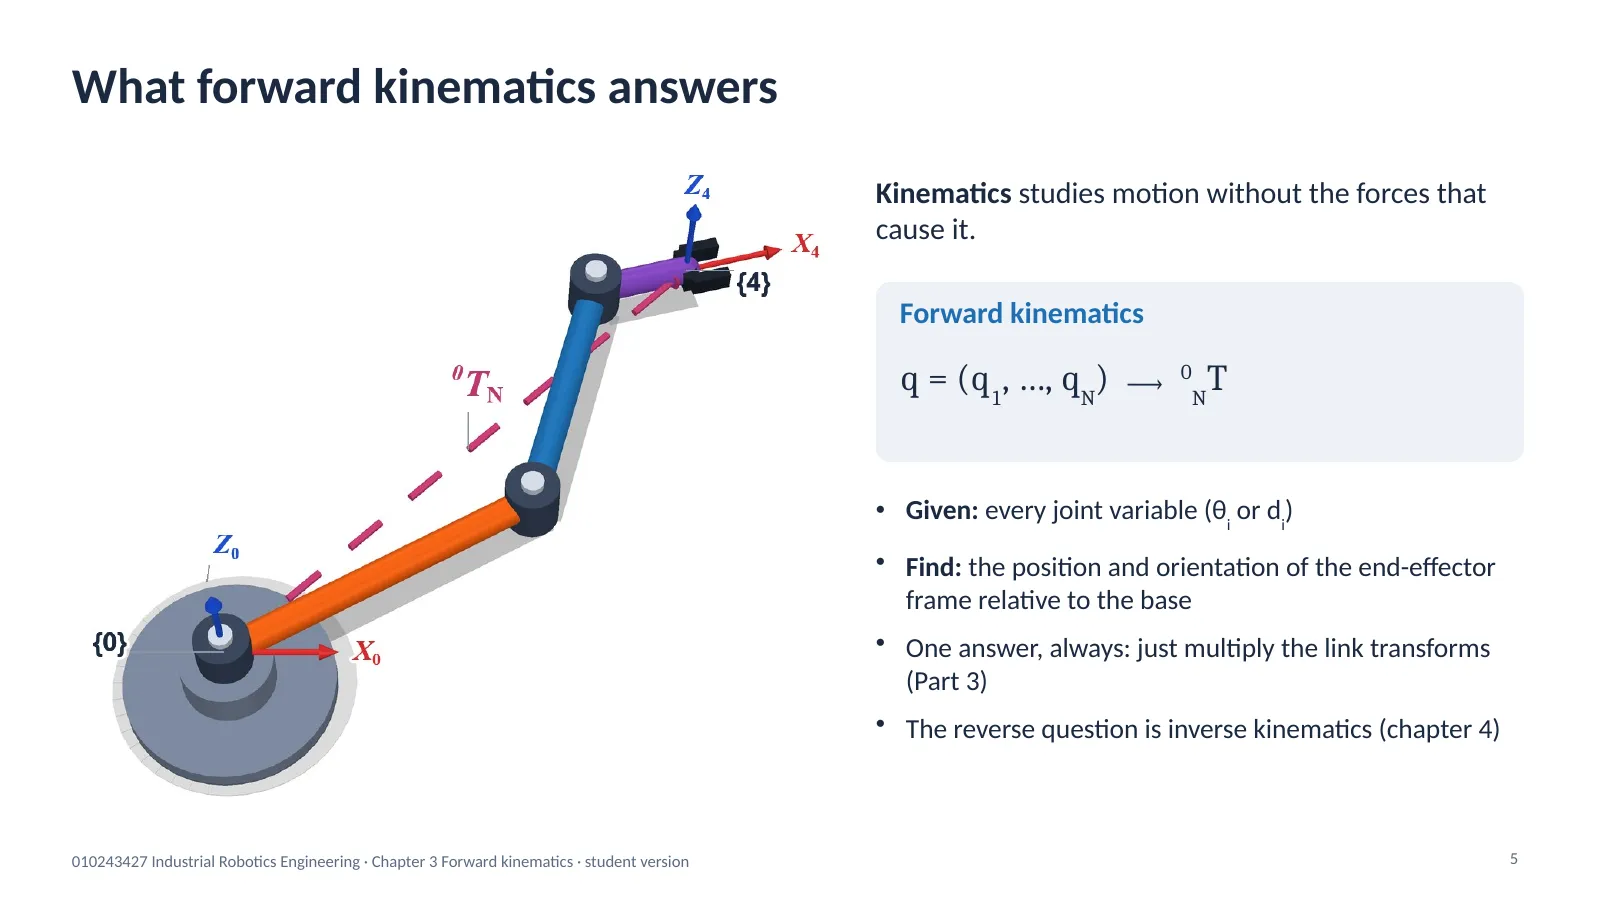 What forward kinematics answers
Z₄
X₄
{4}
⁰T_N
Z₀
{0}
X₀
Kinematics studies motion without the forces that
cause it.
Forward kinematics
q = (q₁, …, q_N) ⟶ ⁰_N T
• Given: every joint variable (θᵢ or dᵢ)
• Find: the position and orientation of the end-effector
frame relative to the base
• One answer, always: just multiply the link transforms
(Part 3)
• The reverse question is inverse kinematics (chapter 4)
010243427 Industrial Robotics Engineering · Chapter 3 Forward kinematics · student version
5